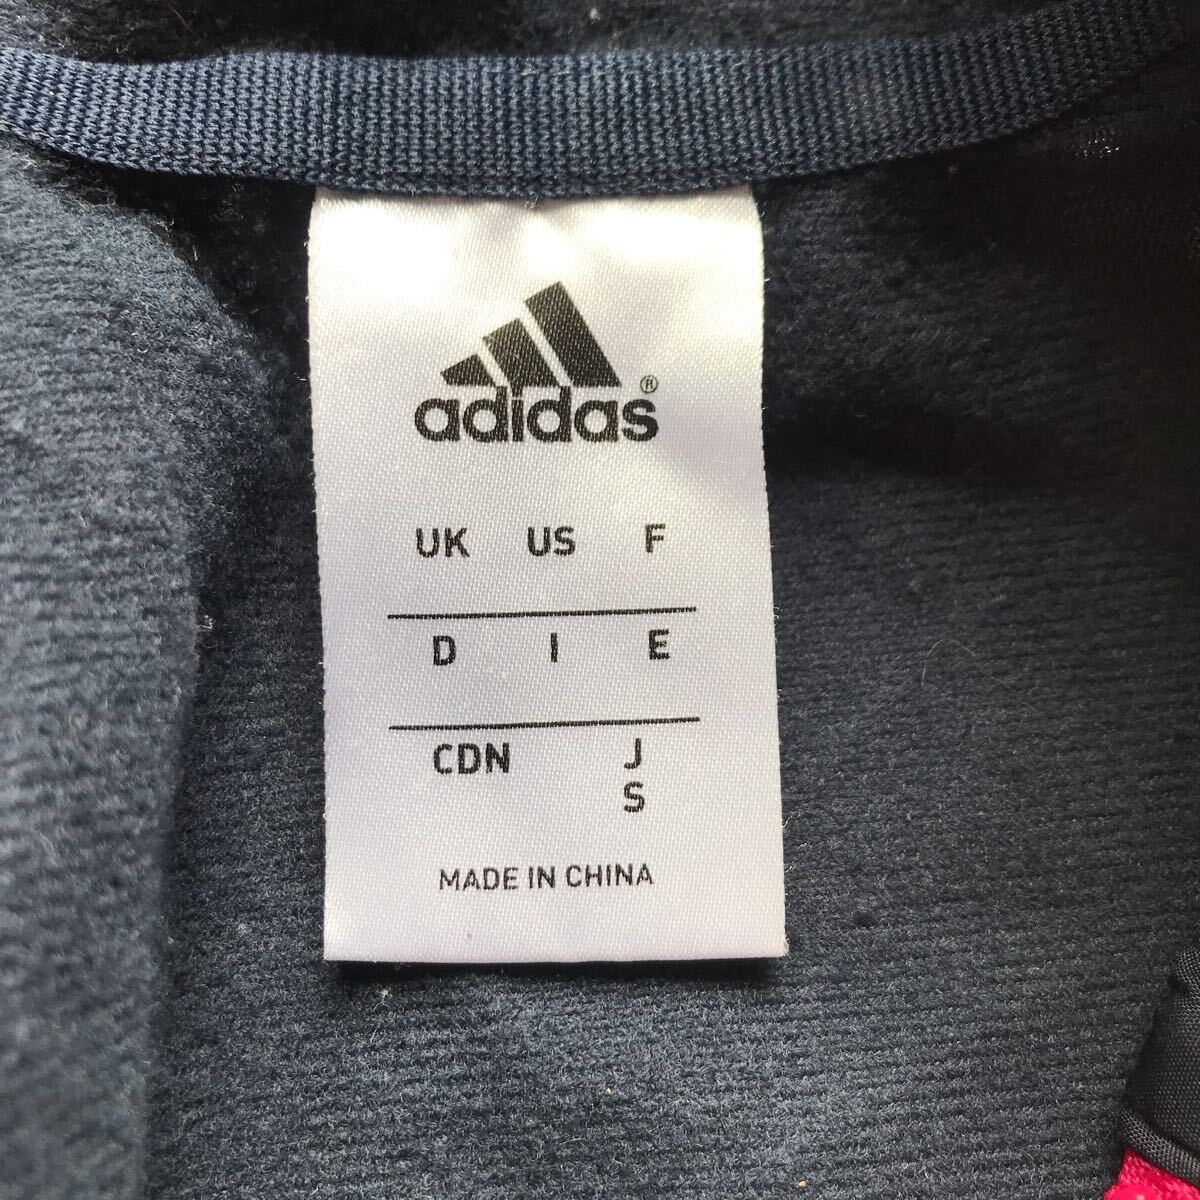 adidas®
UK US F
D I E
CDN J
S
MADE IN CHINA